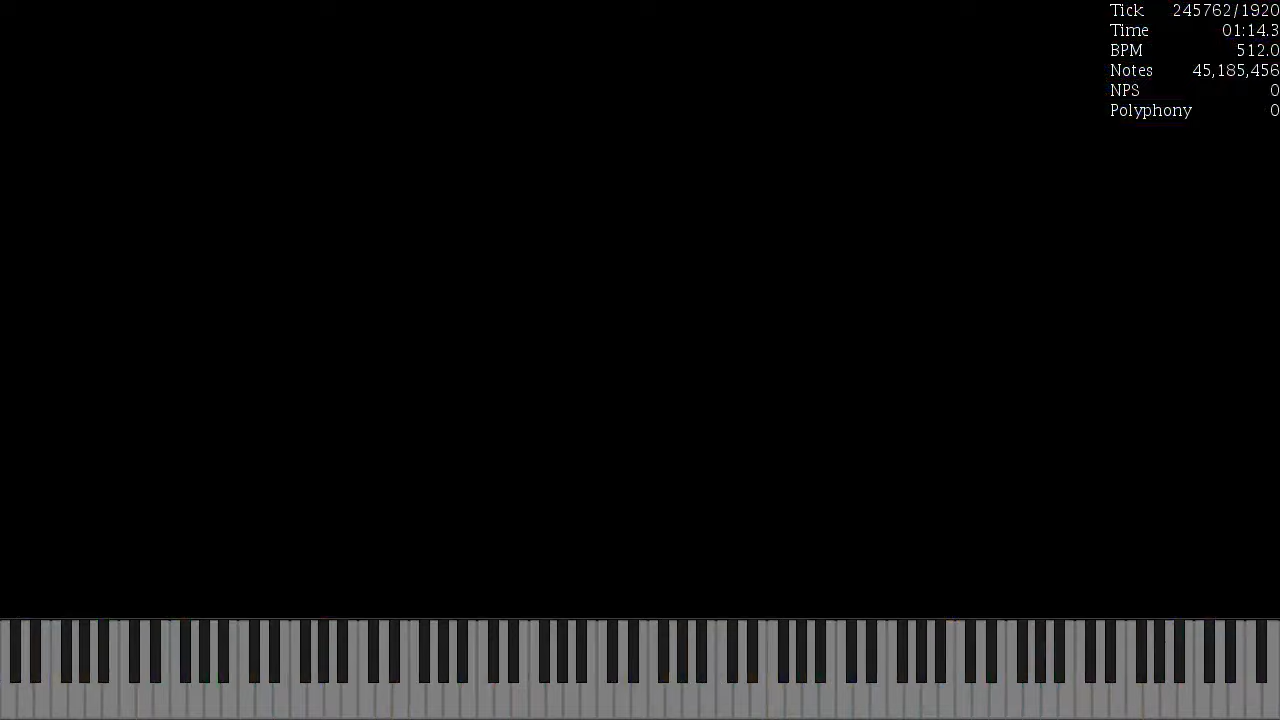 Tick 245762/1920
Time 01:14.3
BPM 512.0
Notes 45,185,456
NPS 0
Polyphony 0